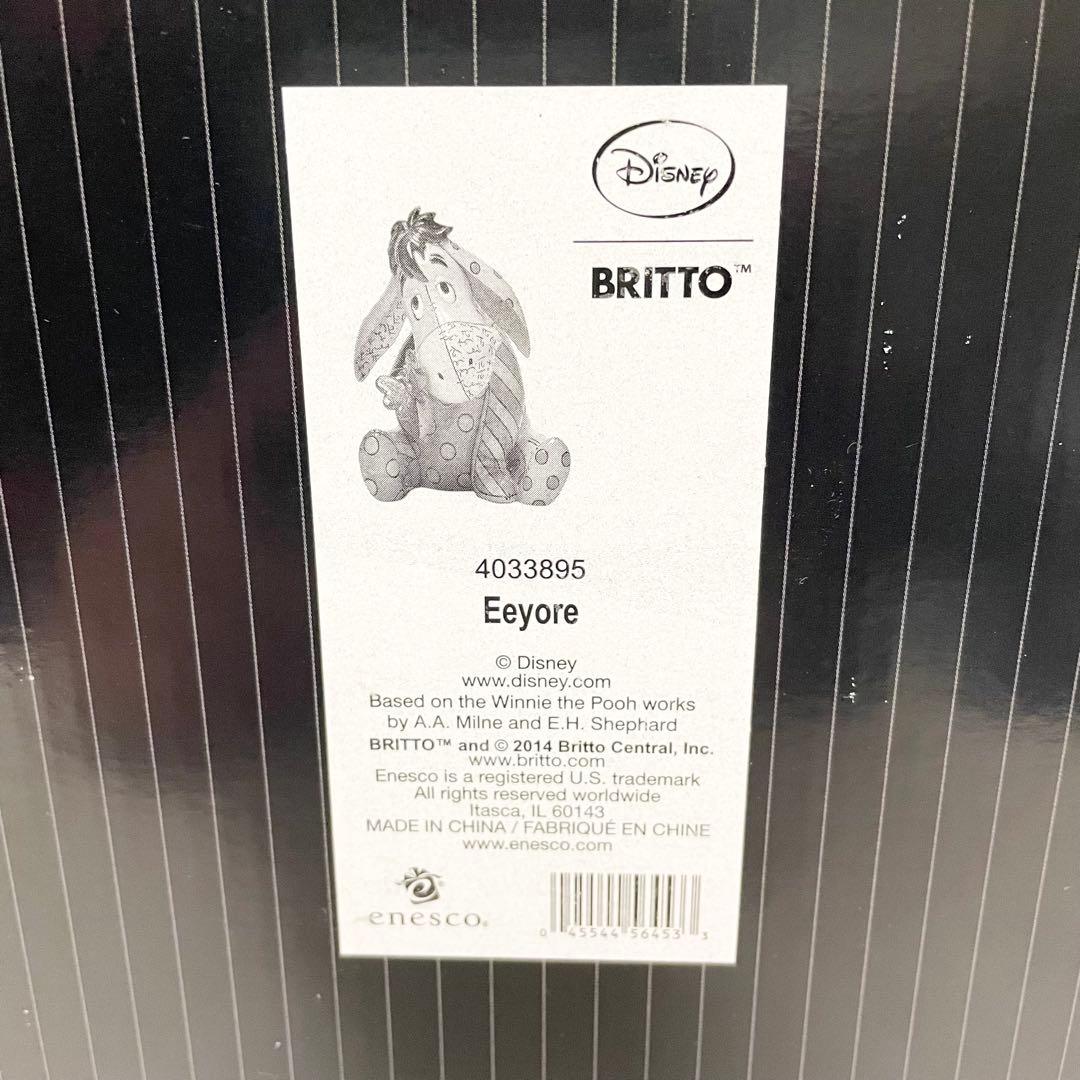 Disney
BRITTO™
4033895
Eeyore
© Disney
www.disney.com
Based on the Winnie the Pooh works
by A.A. Milne and E.H. Shephard
BRITTO™ and © 2014 Britto Central, Inc.
www.britto.com
Enesco is a registered U.S. trademark
All rights reserved worldwide
Itasca, IL 60143
MADE IN CHINA / FABRIQUÉ EN CHINE
www.enesco.com
enesco®
0 45544 56453 3